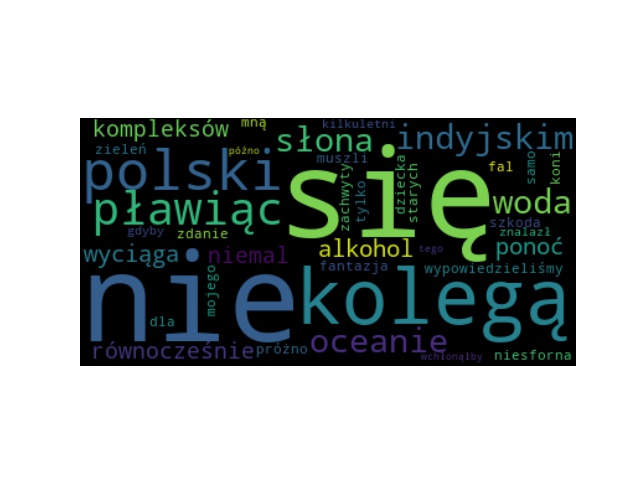 kompleksów mną kilkuletni
słona indyjskim
zieleń późno
polski muszli
się
zachwyty tylko dziecka starych
fal samo koni
pławiąc
woda
gdyby zdanie
szkoda
znalazł
wyciąga niemal alkohol tego ponoć
nie mojego fantazja wypowiedzieliśmy
kolegą
dla
oceanie
równocześnie próżno
wchłonąłby niesforna